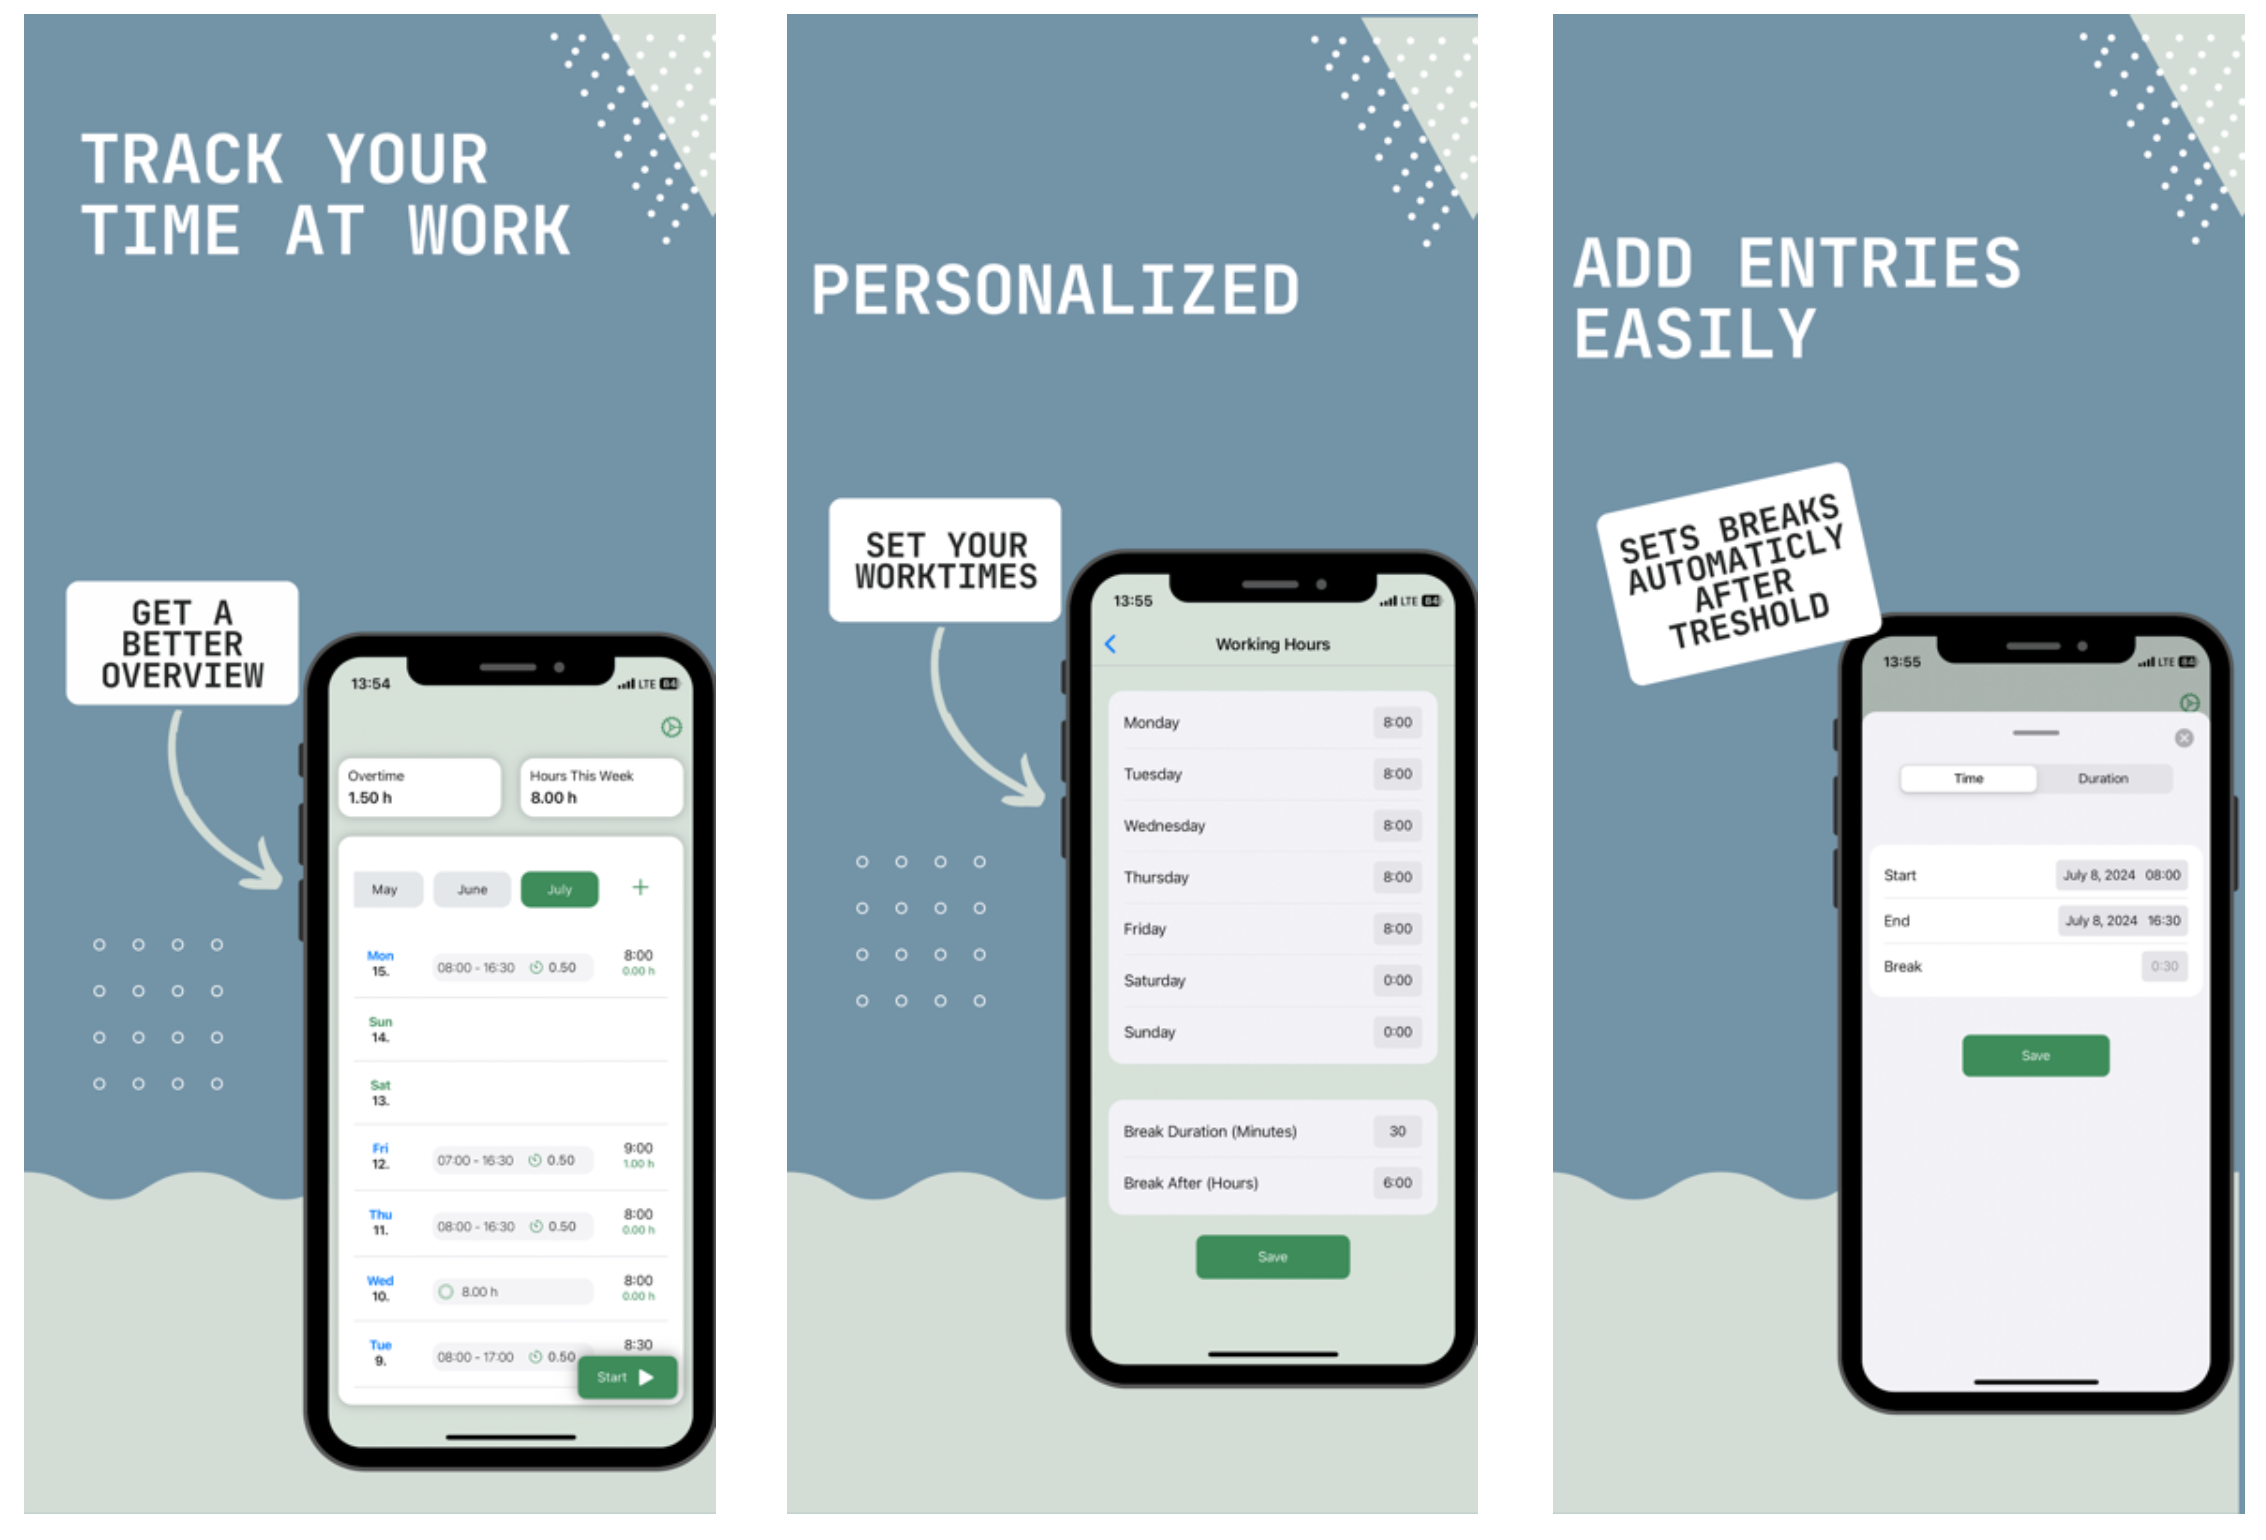 TRACK YOUR
TIME AT WORK
GET A
BETTER
OVERVIEW
13:54
LTE 84
Overtime
1.50 h
Hours This Week
8.00 h
May June July +
Mon
15.
08:00 - 16:30 0.50
8:00
0.00 h
Sun
14.
Sat
13.
Fri
12.
07:00 - 16:30 0.50
9:00
1.00 h
Thu
11.
08:00 - 16:30 0.50
8:00
0.00 h
Wed
10.
8.00 h
8:00
0.00 h
Tue
9.
08:00 - 17:00 0.50
8:30
Start
PERSONALIZED
SET YOUR
WORKTIMES
13:55
LTE 84
Working Hours
Monday 8:00
Tuesday 8:00
Wednesday 8:00
Thursday 8:00
Friday 8:00
Saturday 0:00
Sunday 0:00
Break Duration (Minutes) 30
Break After (Hours) 6:00
Save
ADD ENTRIES
EASILY
SETS BREAKS
AUTOMATICLY
AFTER
TRESHOLD
13:55
LTE 84
Time Duration
Start July 8, 2024 08:00
End July 8, 2024 16:30
Break 0:30
Save